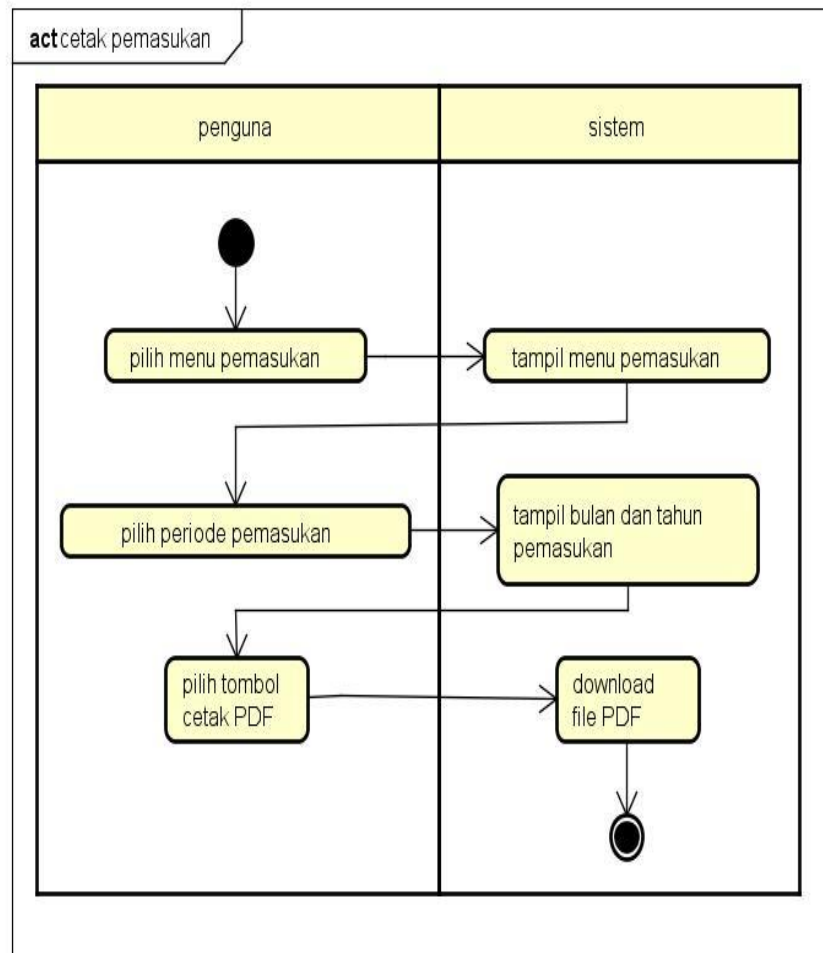 act cetak pemasukan
penguna
sistem
pilih menu pemasukan
tampil menu pemasukan
pilih periode pemasukan
tampil bulan dan tahun
pemasukan
pilih tombol
cetak PDF
download
file PDF